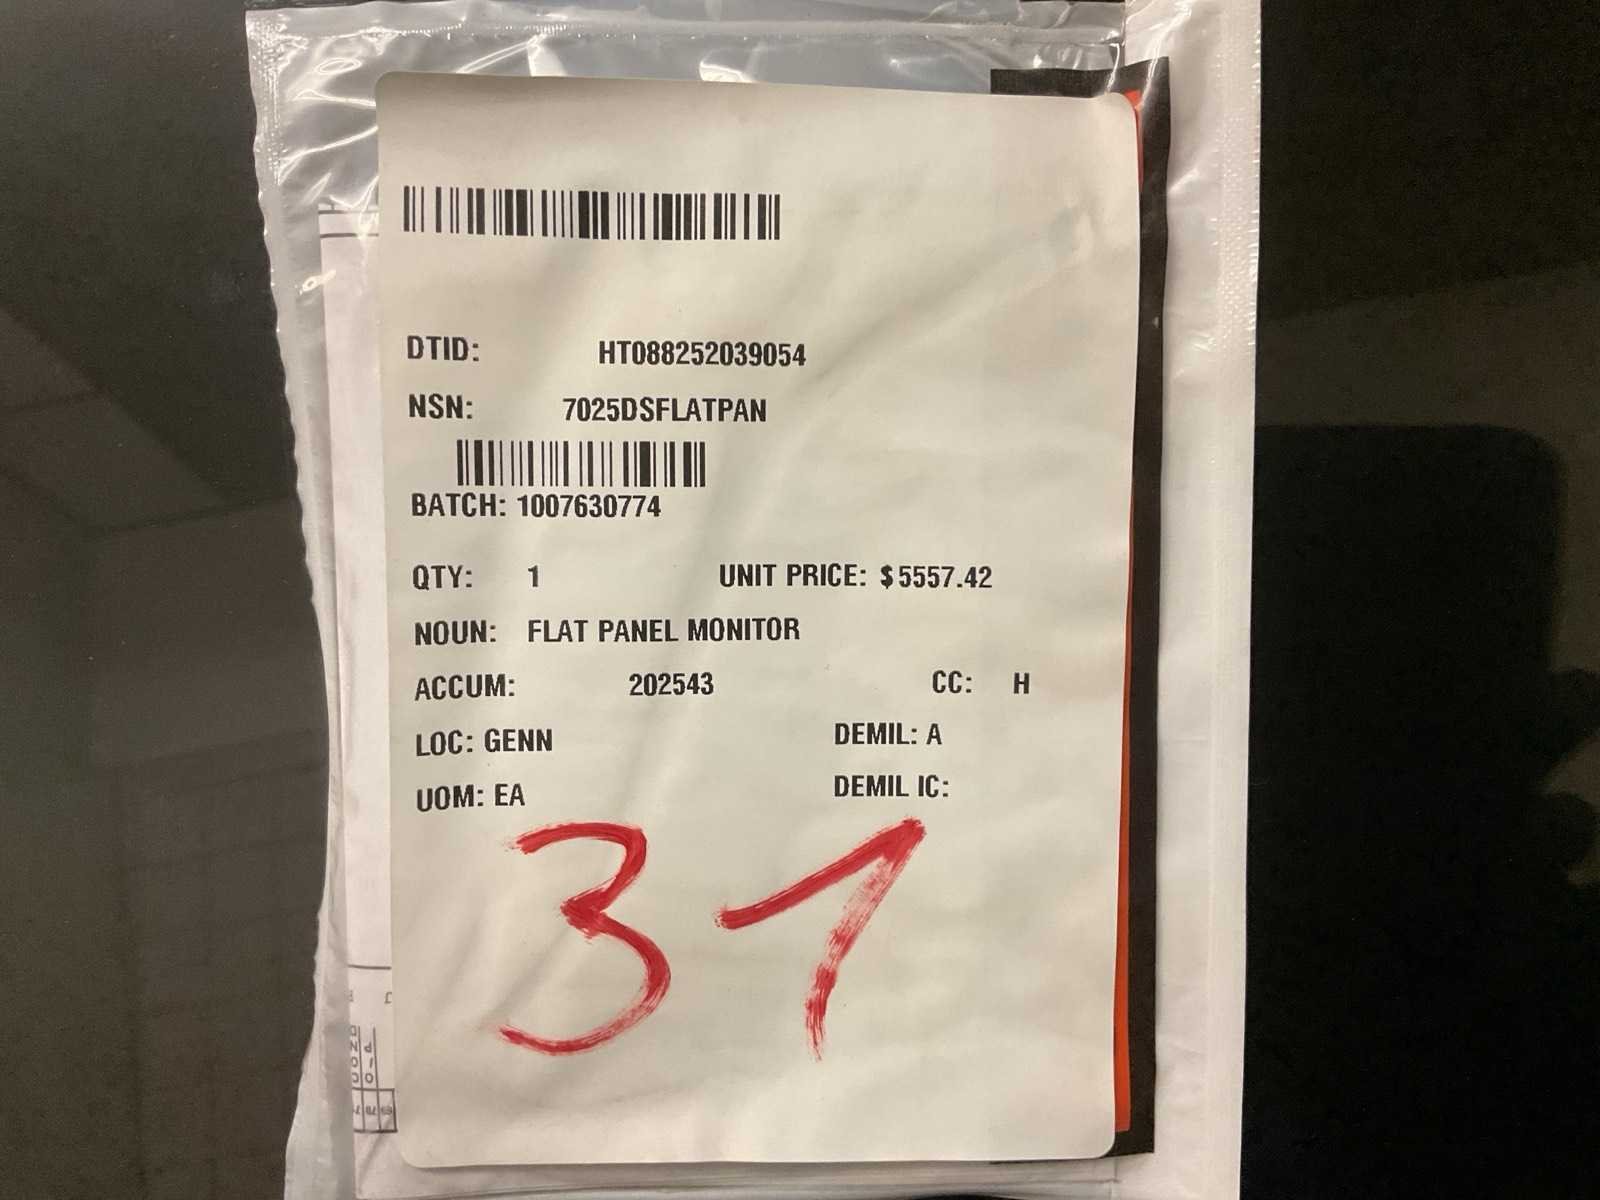 DTID: HT088252039054
NSN: 7025DSFLATPAN
BATCH: 1007630774
QTY: 1 UNIT PRICE: $5557.42
NOUN: FLAT PANEL MONITOR
ACCUM: 202543 CC: H
LOC: GENN DEMIL: A
UOM: EA DEMIL IC:
31